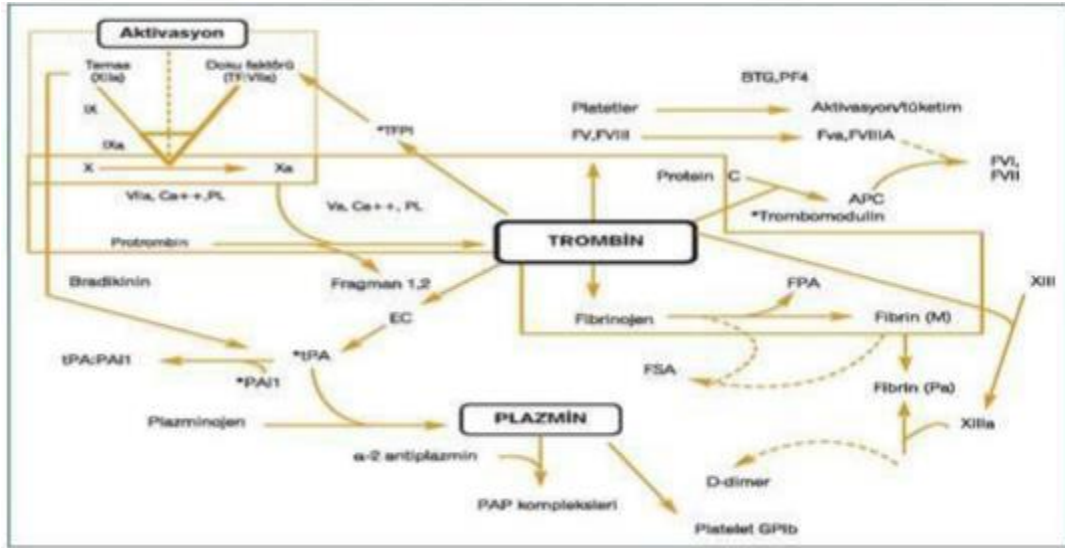 Aktivasyon
Temas
(XIIa)
Doku faktörü
(TF/VIIa)
IX
IXa
X
Xa
VIIa, Ca++,PL
*TFPI
BTG,PF4
Platetler
Aktivasyon/tüketim
FV,FVIII
Fva,FVIIIA
FVI,
FVII
Protein C
APC
*Trombomodulin
Va, Ca++, PL
Protrombin
TROMBİN
Bradikinin
Fragman 1,2
EC
FPA
XIII
Fibrinojen
Fibrin (M)
tPA:PAI1
*tPA
*PAI1
FSA
Fibrin (Pa)
Plazminojen
PLAZMİN
XIIIa
α-2 antiplazmin
D-dimer
PAP kompleksleri
Platelet GPIb